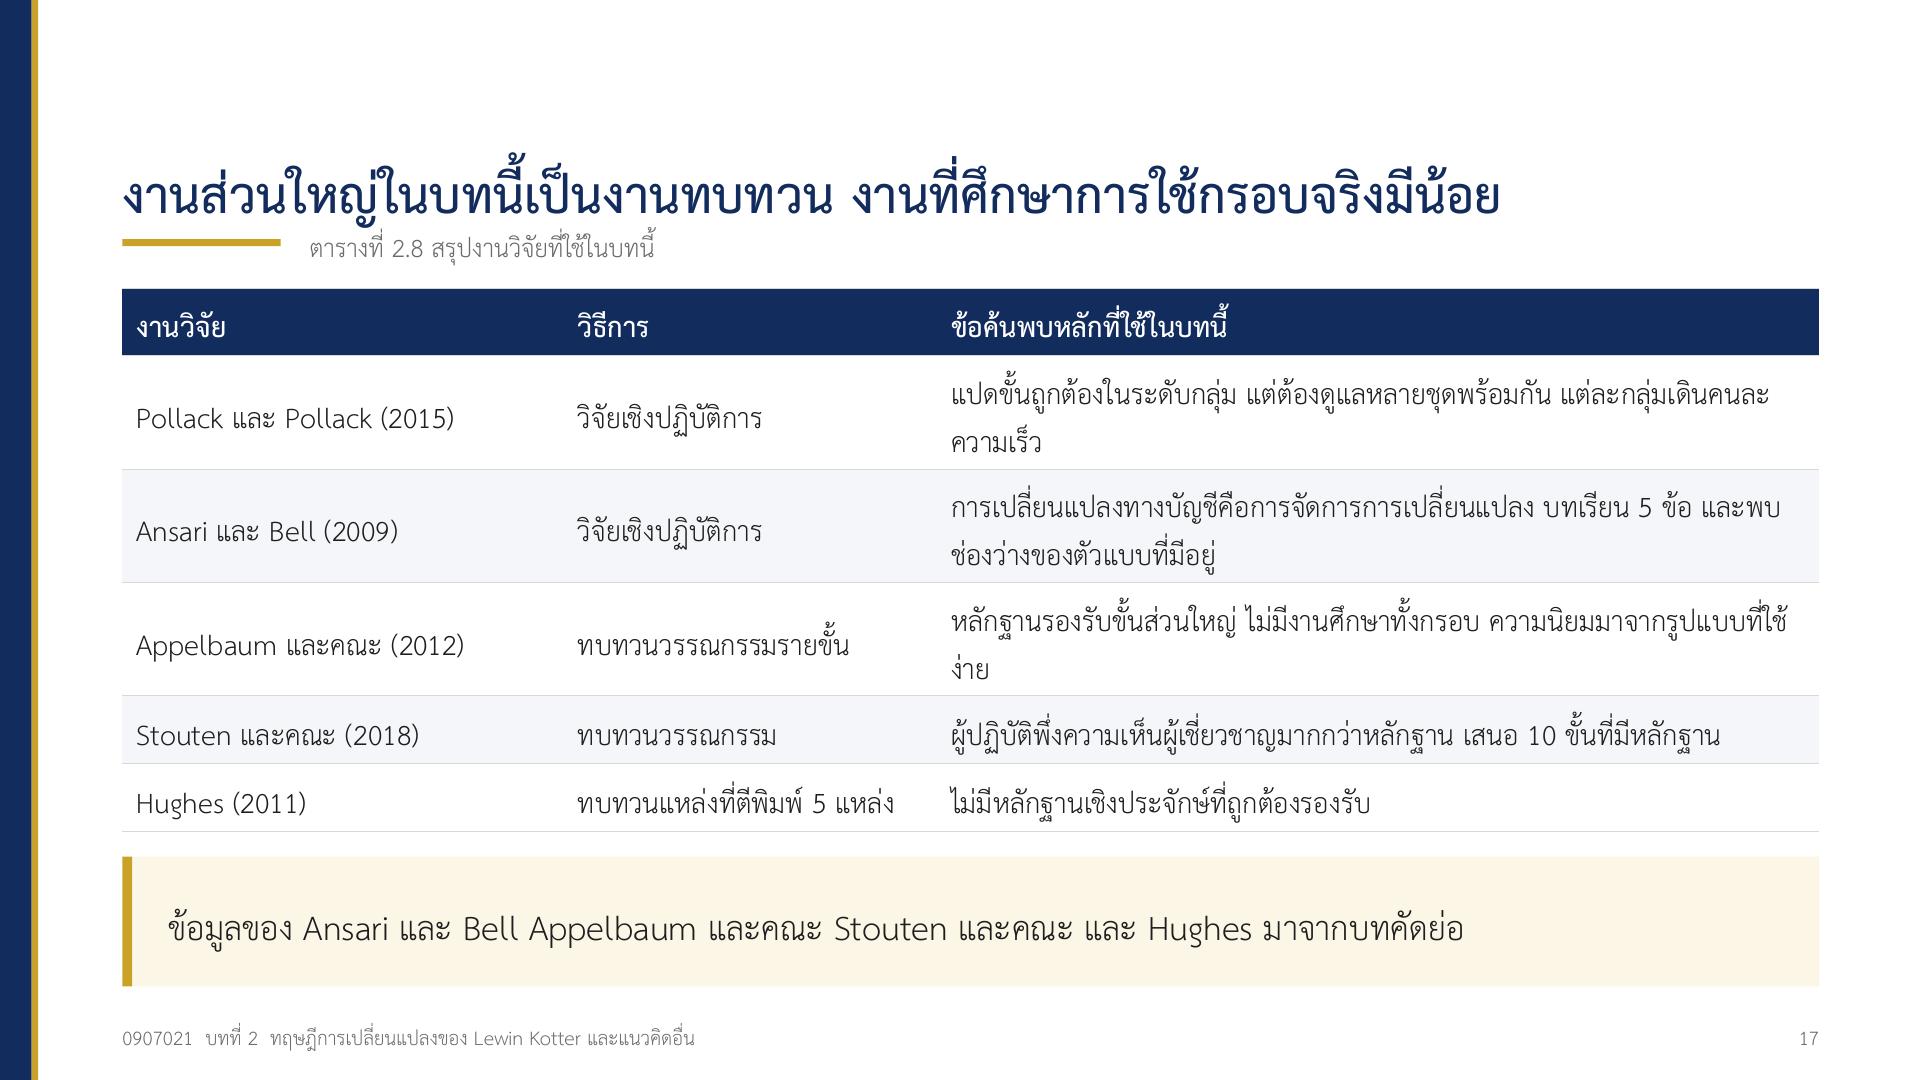 งานส่วนใหญ่ในบทนี้เป็นงานทบทวน งานที่ศึกษาการใช้กรอบจริงมีน้อย
ตารางที่ 2.8 สรุปงานวิจัยที่ใช้ในบทนี้
งานวิจัย วิธีการ ข้อค้นพบหลักที่ใช้ในบทนี้
Pollack และ Pollack (2015) วิจัยเชิงปฏิบัติการ แปดขั้นถูกต้องในระดับกลุ่ม แต่ต้องดูแลหลายชุดพร้อมกัน แต่ละกลุ่มเดินคนละ
ความเร็ว
Ansari และ Bell (2009) วิจัยเชิงปฏิบัติการ การเปลี่ยนแปลงทางบัญชีคือการจัดการการเปลี่ยนแปลง บทเรียน 5 ข้อ และพบ
ช่องว่างของตัวแบบที่มีอยู่
Appelbaum และคณะ (2012) ทบทวนวรรณกรรมรายขั้น หลักฐานรองรับขั้นส่วนใหญ่ ไม่มีงานศึกษาทั้งกรอบ ความนิยมมาจากรูปแบบที่ใช้
ง่าย
Stouten และคณะ (2018) ทบทวนวรรณกรรม ผู้ปฏิบัติพึ่งความเห็นผู้เชี่ยวชาญมากกว่าหลักฐาน เสนอ 10 ขั้นที่มีหลักฐาน
Hughes (2011) ทบทวนแหล่งที่ตีพิมพ์ 5 แหล่ง ไม่มีหลักฐานเชิงประจักษ์ที่ถูกต้องรองรับ
ข้อมูลของ Ansari และ Bell Appelbaum และคณะ Stouten และคณะ และ Hughes มาจากบทคัดย่อ
0907021 บทที่ 2 ทฤษฎีการเปลี่ยนแปลงของ Lewin Kotter และแนวคิดอื่น 17